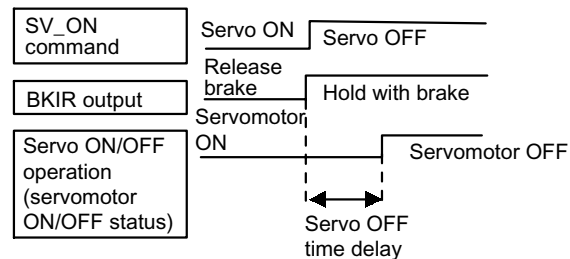 SV_ON
command
Servo ON
Servo OFF
BKIR output
Release
brake
Hold with brake
Servo ON/OFF
operation
(servomotor
ON/OFF status)
Servomotor
ON
Servomotor OFF
Servo OFF
time delay